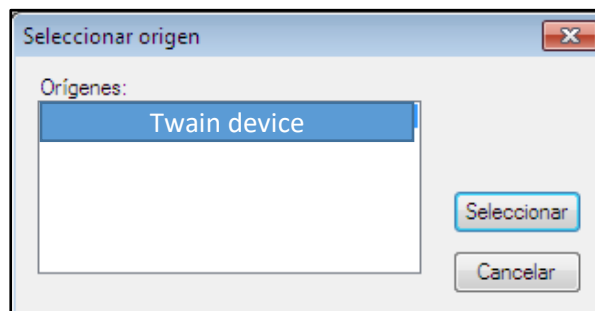 Seleccionar origen
Orígenes:
Twain device
Seleccionar
Cancelar